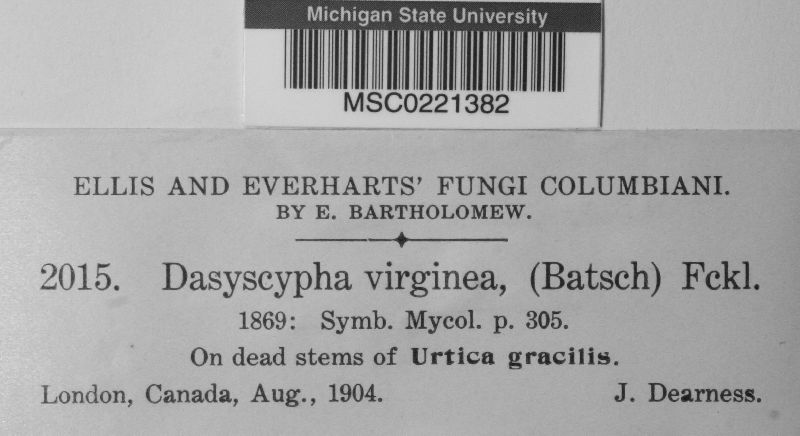 Michigan State University
MSC0221382
ELLIS AND EVERHARTS' FUNGI COLUMBIANI.
BY E. BARTHOLOMEW.
2015. Dasyscypha virginea, (Batsch) Fckl.
1869: Symb. Mycol. p. 305.
On dead stems of Urtica gracilis.
London, Canada, Aug., 1904. J. Dearness.